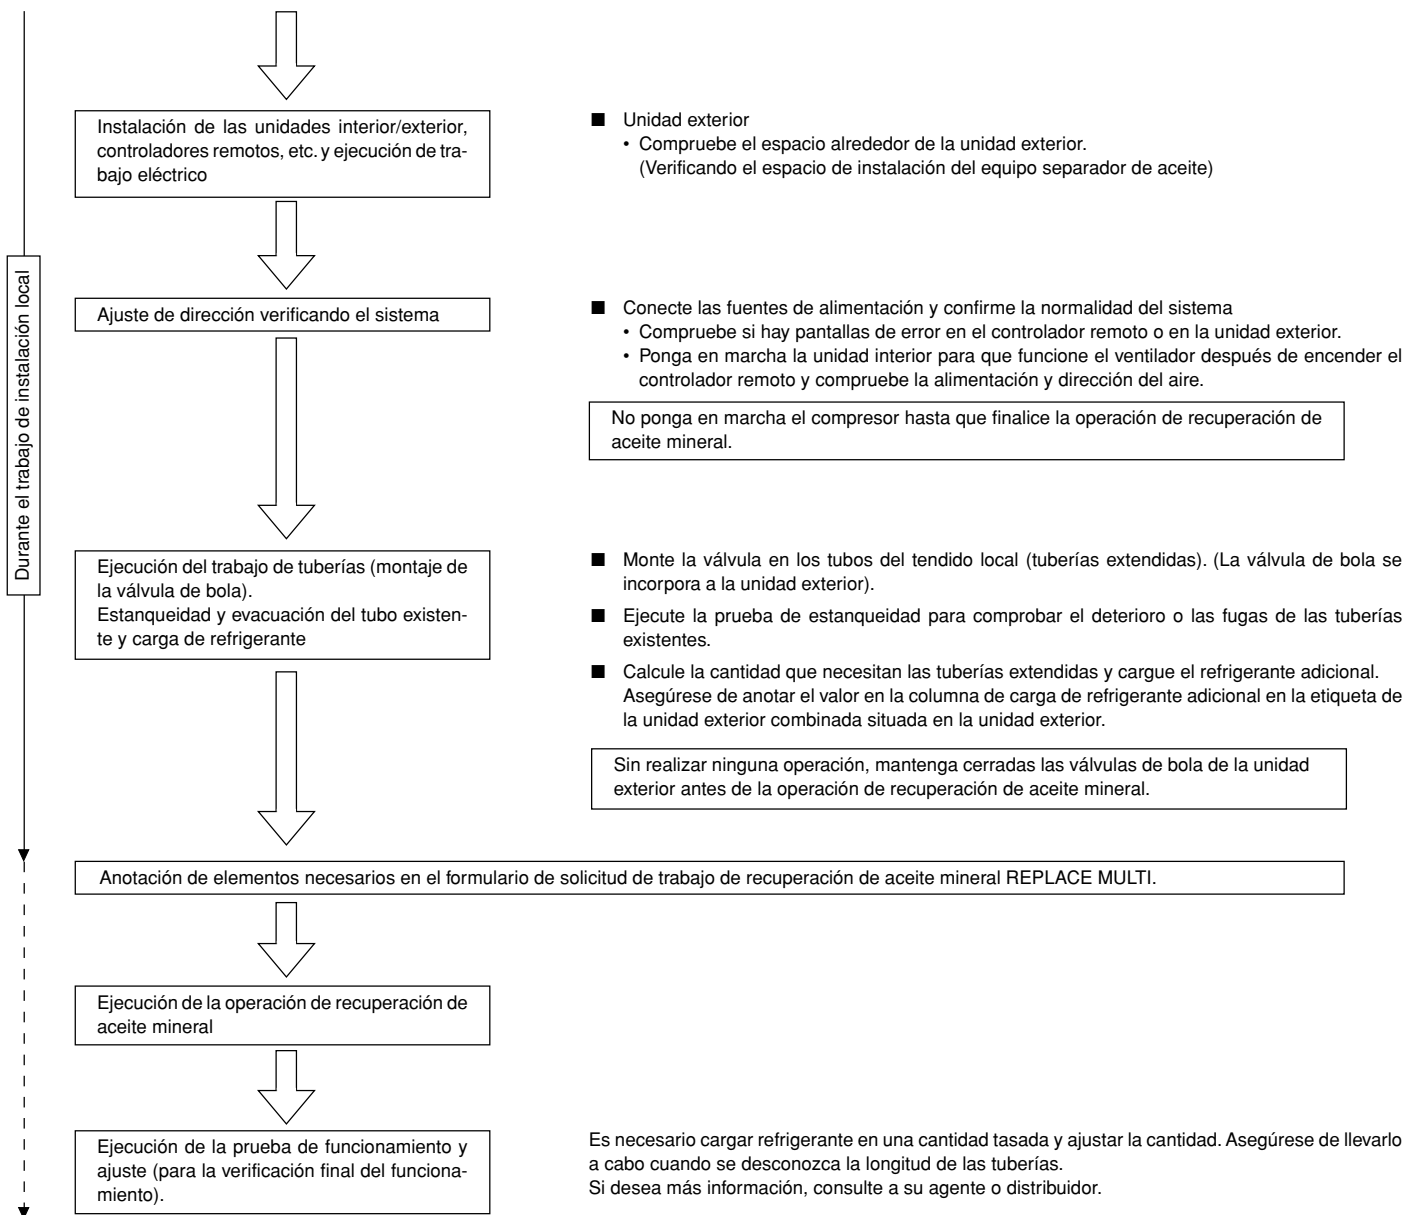 Instalación de las unidades interior/exterior,
controladores remotos, etc. y ejecución de tra-
bajo eléctrico
■ Unidad exterior
• Compruebe el espacio alrededor de la unidad exterior.
(Verificando el espacio de instalación del equipo separador de aceite)
Durante el trabajo de instalación local
Ajuste de dirección verificando el sistema
■ Conecte las fuentes de alimentación y confirme la normalidad del sistema
• Compruebe si hay pantallas de error en el controlador remoto o en la unidad exterior.
• Ponga en marcha la unidad interior para que funcione el ventilador después de encender el
controlador remoto y compruebe la alimentación y dirección del aire.
No ponga en marcha el compresor hasta que finalice la operación de recuperación de
aceite mineral.
Ejecución del trabajo de tuberías (montaje de
la válvula de bola).
Estanqueidad y evacuación del tubo existen-
te y carga de refrigerante
■ Monte la válvula en los tubos del tendido local (tuberías extendidas). (La válvula de bola se
incorpora a la unidad exterior).
■ Ejecute la prueba de estanqueidad para comprobar el deterioro o las fugas de las tuberías
existentes.
■ Calcule la cantidad que necesitan las tuberías extendidas y cargue el refrigerante adicional.
Asegúrese de anotar el valor en la columna de carga de refrigerante adicional en la etiqueta de
la unidad exterior combinada situada en la unidad exterior.
Sin realizar ninguna operación, mantenga cerradas las válvulas de bola de la unidad
exterior antes de la operación de recuperación de aceite mineral.
Anotación de elementos necesarios en el formulario de solicitud de trabajo de recuperación de aceite mineral REPLACE MULTI.
Ejecución de la operación de recuperación de
aceite mineral
Ejecución de la prueba de funcionamiento y
ajuste (para la verificación final del funciona-
miento).
Es necesario cargar refrigerante en una cantidad tasada y ajustar la cantidad. Asegúrese de llevarlo
a cabo cuando se desconozca la longitud de las tuberías.
Si desea más información, consulte a su agente o distribuidor.